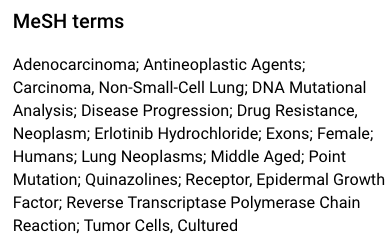 MeSH terms
Adenocarcinoma; Antineoplastic Agents;
Carcinoma, Non-Small-Cell Lung; DNA Mutational
Analysis; Disease Progression; Drug Resistance,
Neoplasm; Erlotinib Hydrochloride; Exons; Female;
Humans; Lung Neoplasms; Middle Aged; Point
Mutation; Quinazolines; Receptor, Epidermal Growth
Factor; Reverse Transcriptase Polymerase Chain
Reaction; Tumor Cells, Cultured